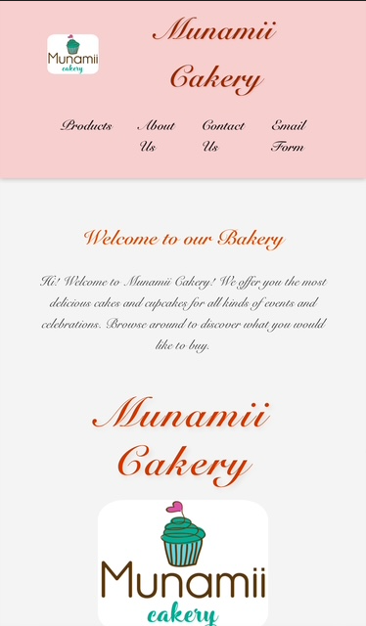 Munamii
cakery
Munamii
Cakery
Products About Contact Email
Us Us Form
Welcome to our Bakery
Hi! Welcome to Munamii Cakery! We offer you the most
delicious cakes and cupcakes for all kinds of events and
celebrations. Browse around to discover what you would
like to buy.
Munamii
Cakery
Munamii
cakery